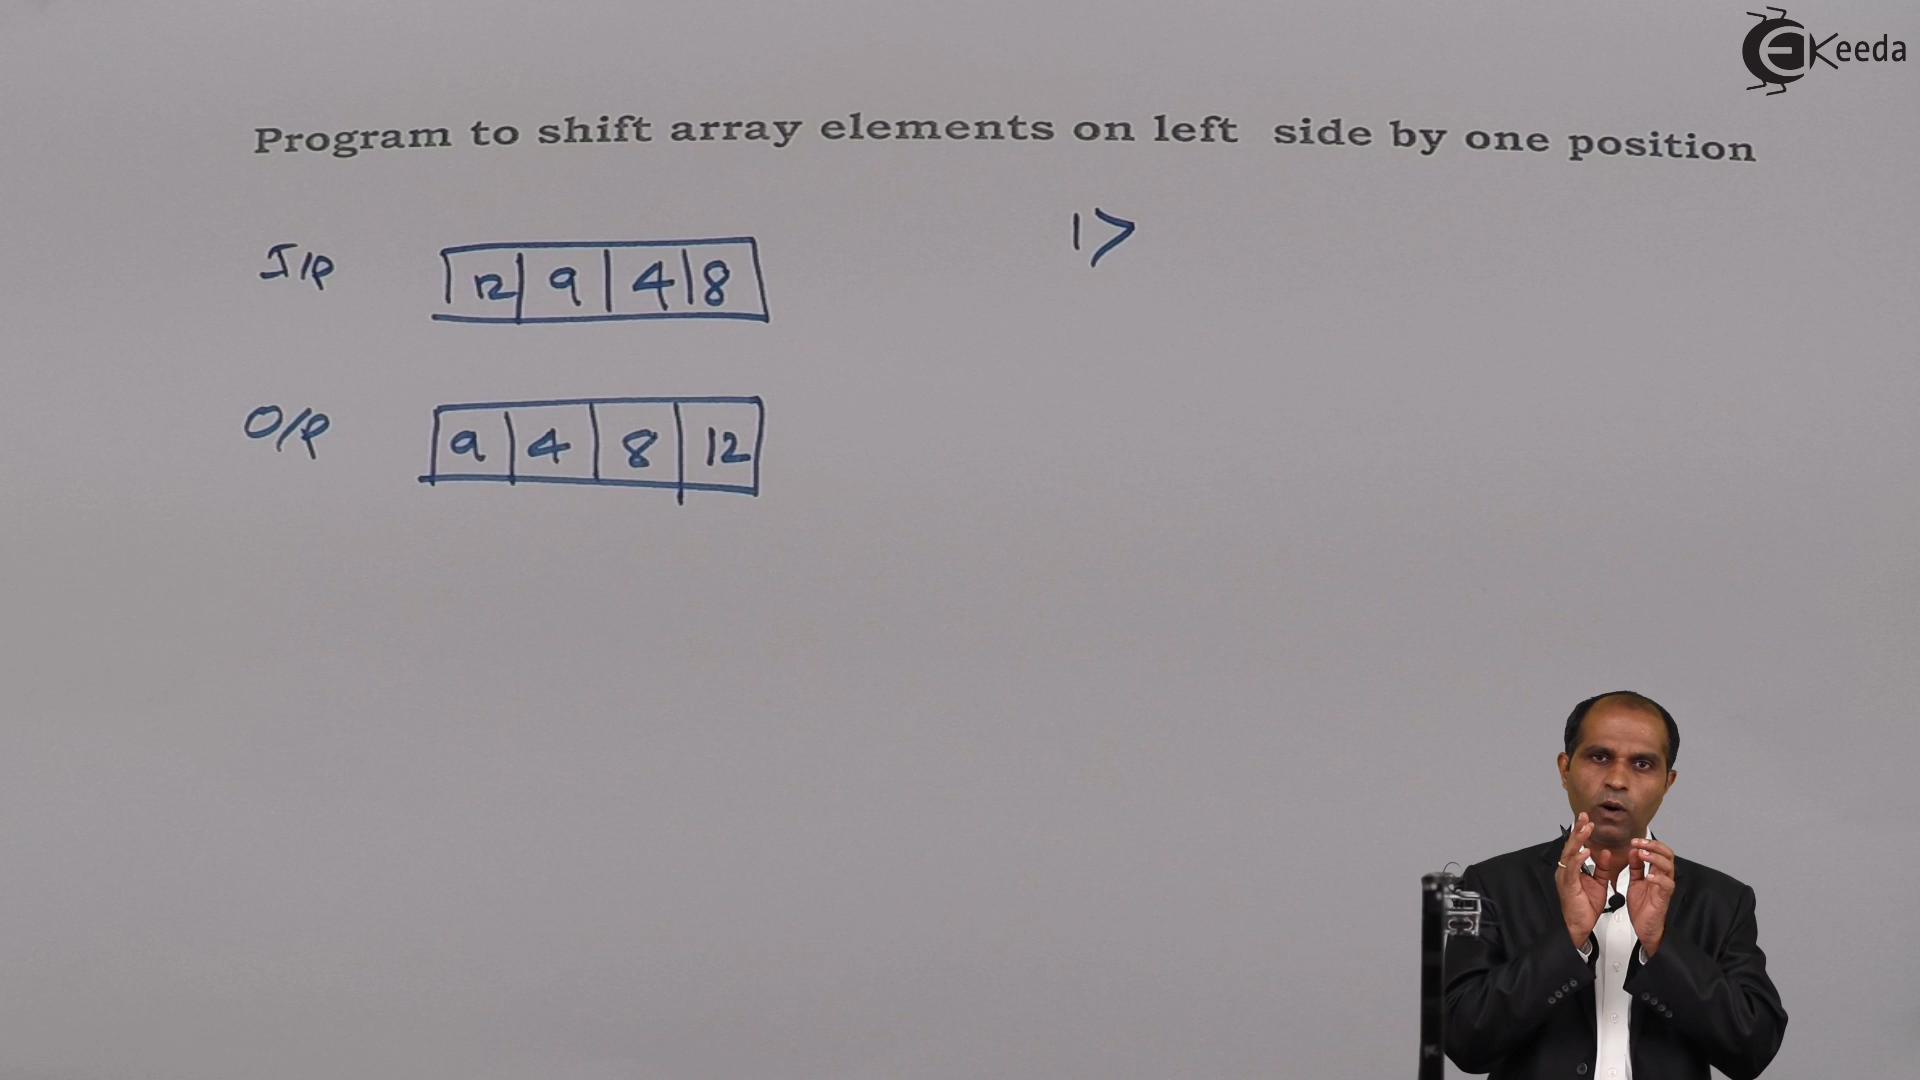 EKeeda
Program to shift array elements on left side by one position
I/P 12 9 4 8
1>
O/P 9 4 8 12